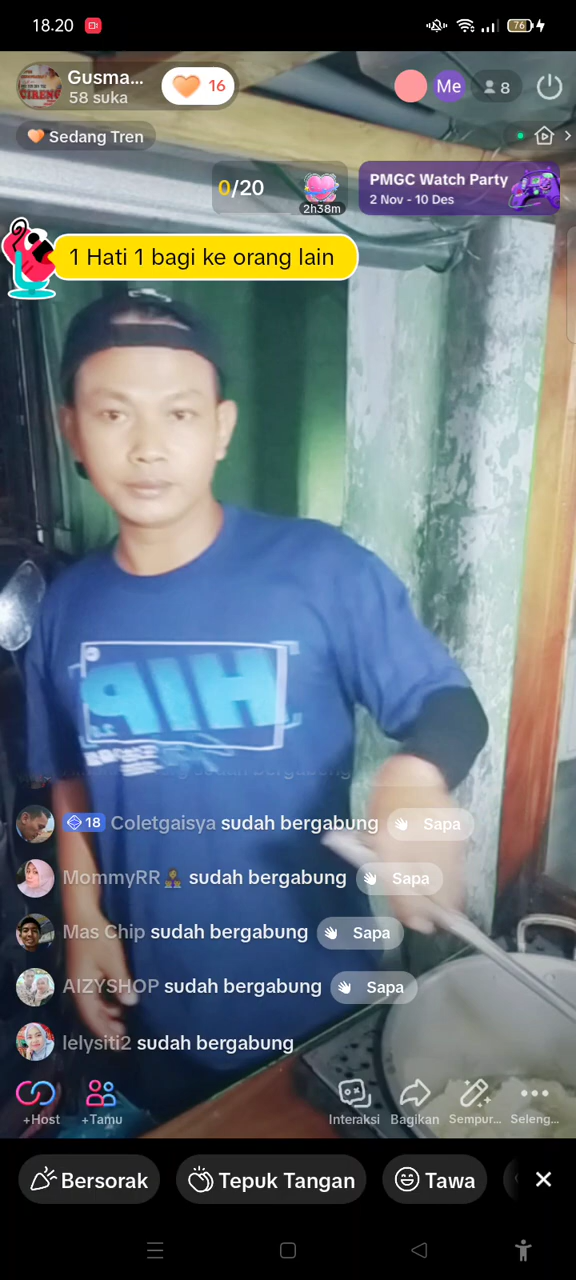 18.20
76
Gusma...
58 suka
16
Me
8
CIRENG
Sedang Tren
0/20
2h38m
PMGC Watch Party
2 Nov - 10 Des
1 Hati 1 bagi ke orang lain
HIP
18 Coletgaisya sudah bergabung
Sapa
MommyRR sudah bergabung
Sapa
Mas Chip sudah bergabung
Sapa
AIZYSHOP sudah bergabung
Sapa
lelysiti2 sudah bergabung
+Host
+Tamu
Interaksi
Bagikan
Sempur...
Seleng...
Bersorak
Tepuk Tangan
Tawa